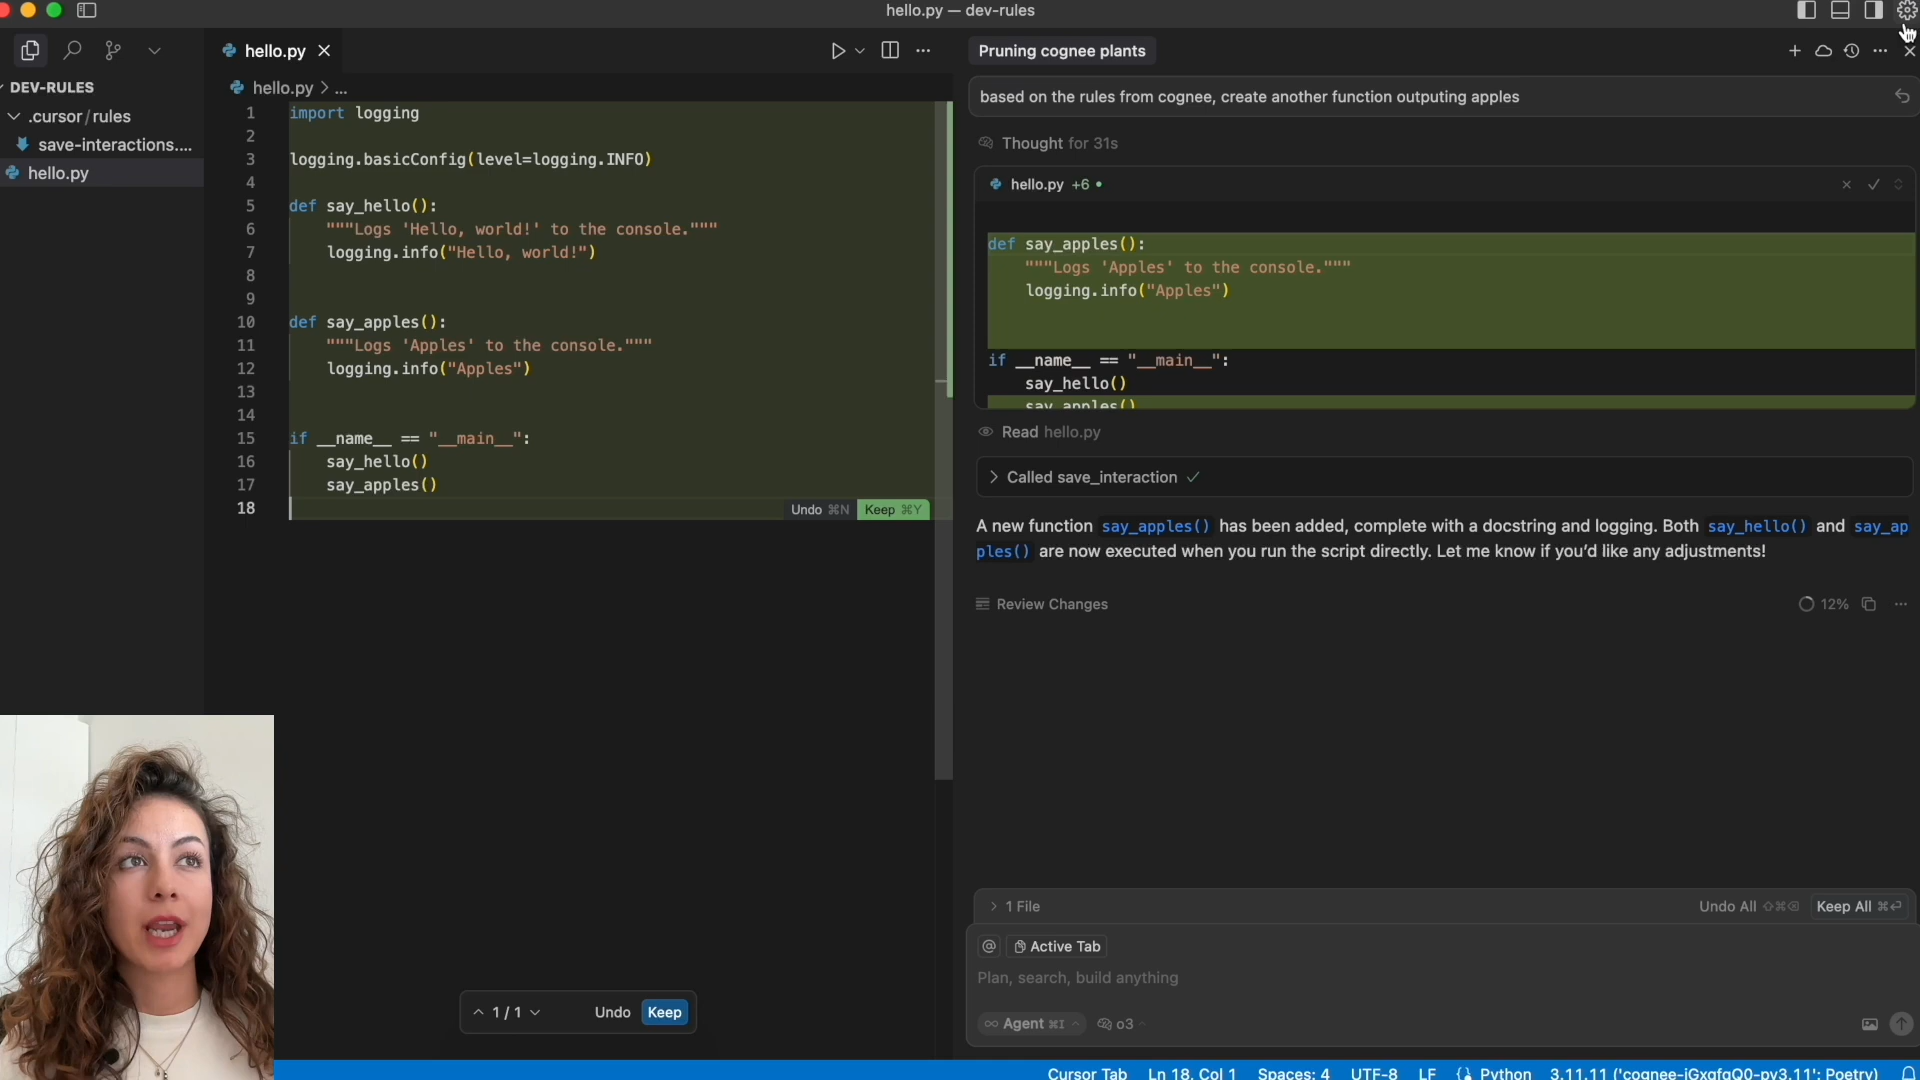 hello.py — dev-rules
hello.py
Pruning cognee plants
DEV-RULES
.cursor/rules
save-interactions....
hello.py
hello.py > ...
1 import logging
2
3 logging.basicConfig(level=logging.INFO)
4
5 def say_hello():
6 """Logs 'Hello, world!' to the console."""
7 logging.info("Hello, world!")
8
9
10 def say_apples():
11 """Logs 'Apples' to the console."""
12 logging.info("Apples")
13
14
15 if __name__ == "__main__":
16 say_hello()
17 say_apples()
18
Undo ⌘N Keep ⌘Y
1 / 1 Undo Keep
based on the rules from cognee, create another function outputing apples
Thought for 31s
hello.py +6
def say_apples():
"""Logs 'Apples' to the console."""
logging.info("Apples")
if __name__ == "__main__":
say_hello()
say_apples()
Read hello.py
Called save_interaction
A new function say_apples() has been added, complete with a docstring and logging. Both say_hello() and say_ap
ples() are now executed when you run the script directly. Let me know if you’d like any adjustments!
Review Changes 12%
1 File Undo All ⇧⌘⌫ Keep All ⌘⏎
@ Active Tab
Plan, search, build anything
Agent ⌘I o3
Cursor Tab Ln 18, Col 1 Spaces: 4 UTF-8 LF Python 3.11.11 ('cognee-iGxgfgQ0-py3.11': Poetry)